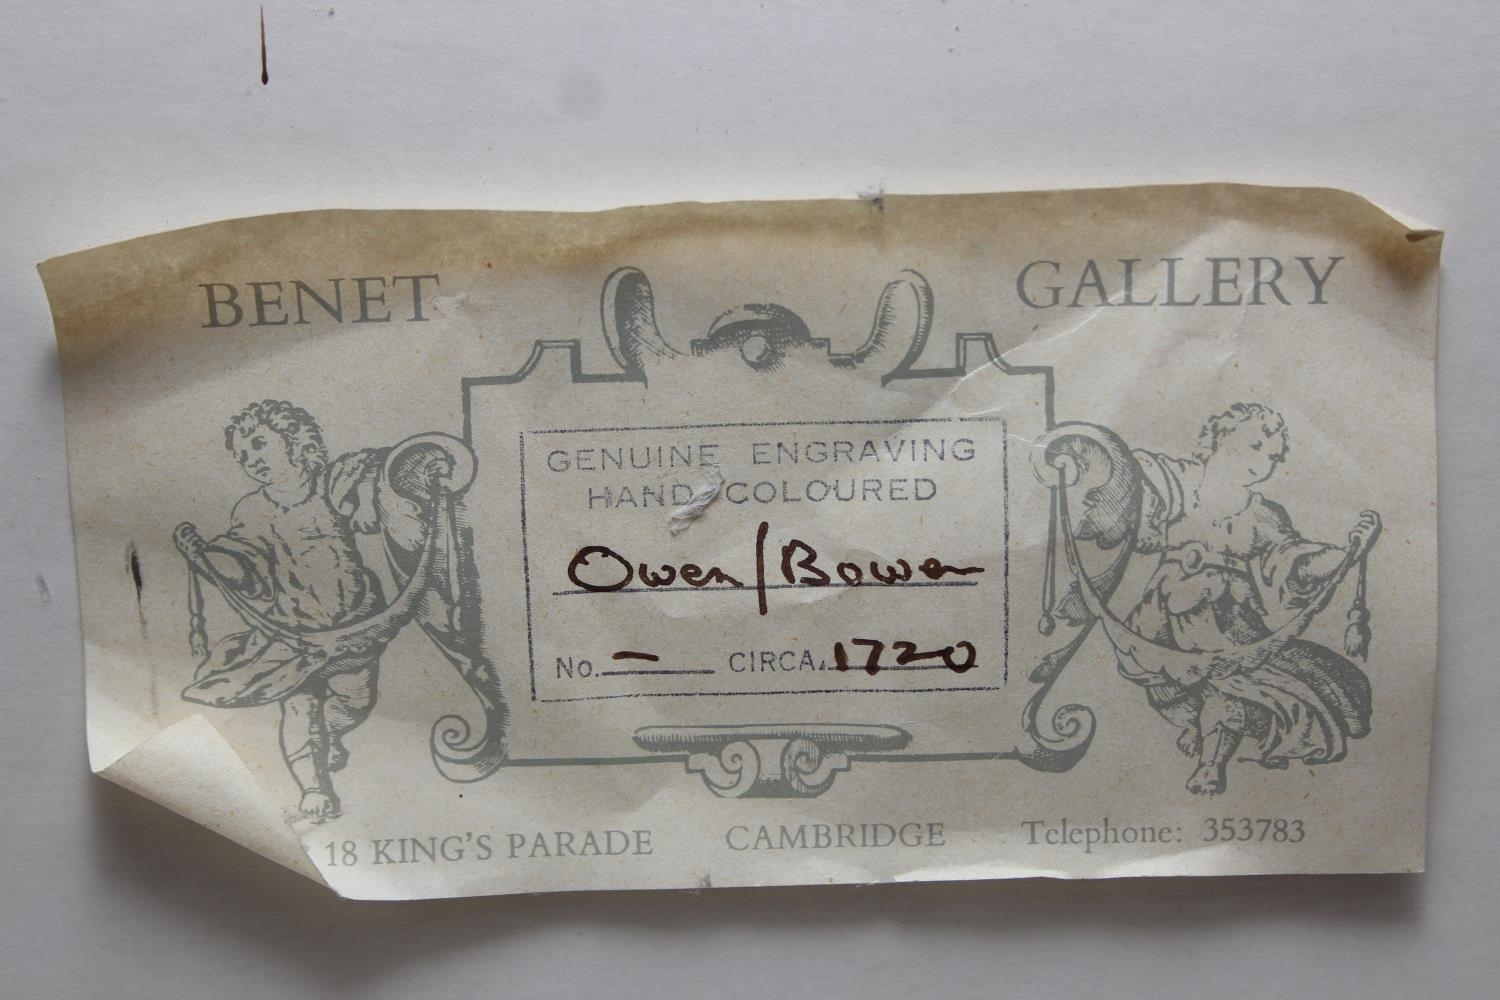 BENET GALLERY
GENUINE ENGRAVING
HAND COLOURED
Owen/Bowen
No. - CIRCA. 1720
18 KING'S PARADE CAMBRIDGE Telephone: 353783